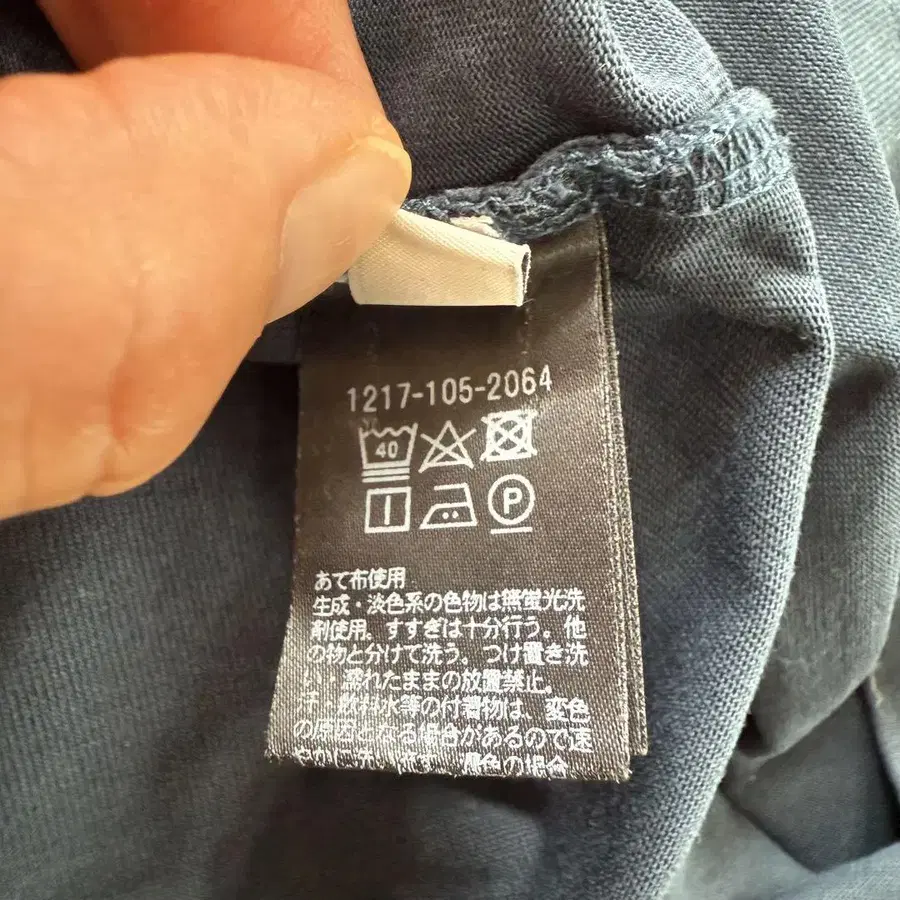 1217-105-2064
40
P
あて布使用
生成・淡色系の色物は無蛍光洗
剤使用。すすぎは十分行う。他
の物と分けて洗う。つけ置き洗
い・濡れたままの放置禁止。
汗・飲料水等の付着物は、変色
の原因となる場合があるので速